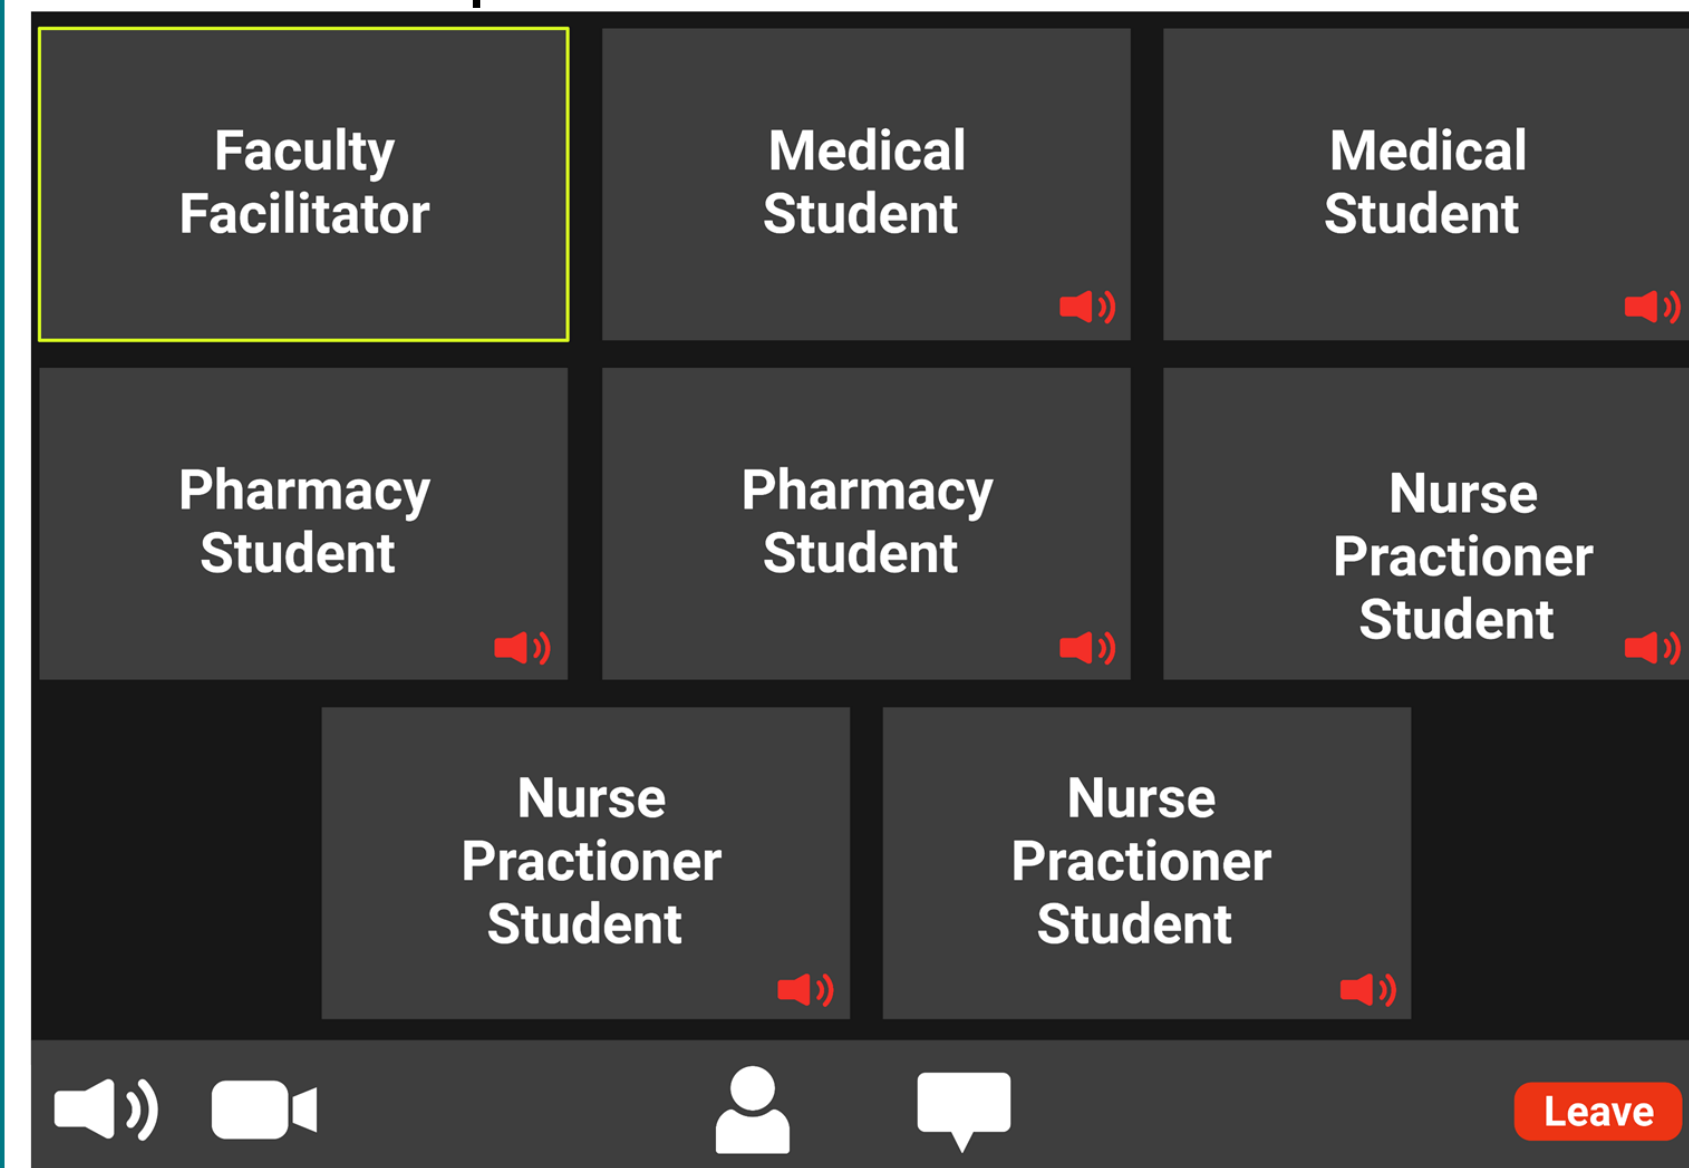 Faculty
Facilitator
Medical
Student
Medical
Student
Pharmacy
Student
Pharmacy
Student
Nurse
Practioner
Student
Nurse
Practioner
Student
Nurse
Practioner
Student
Leave